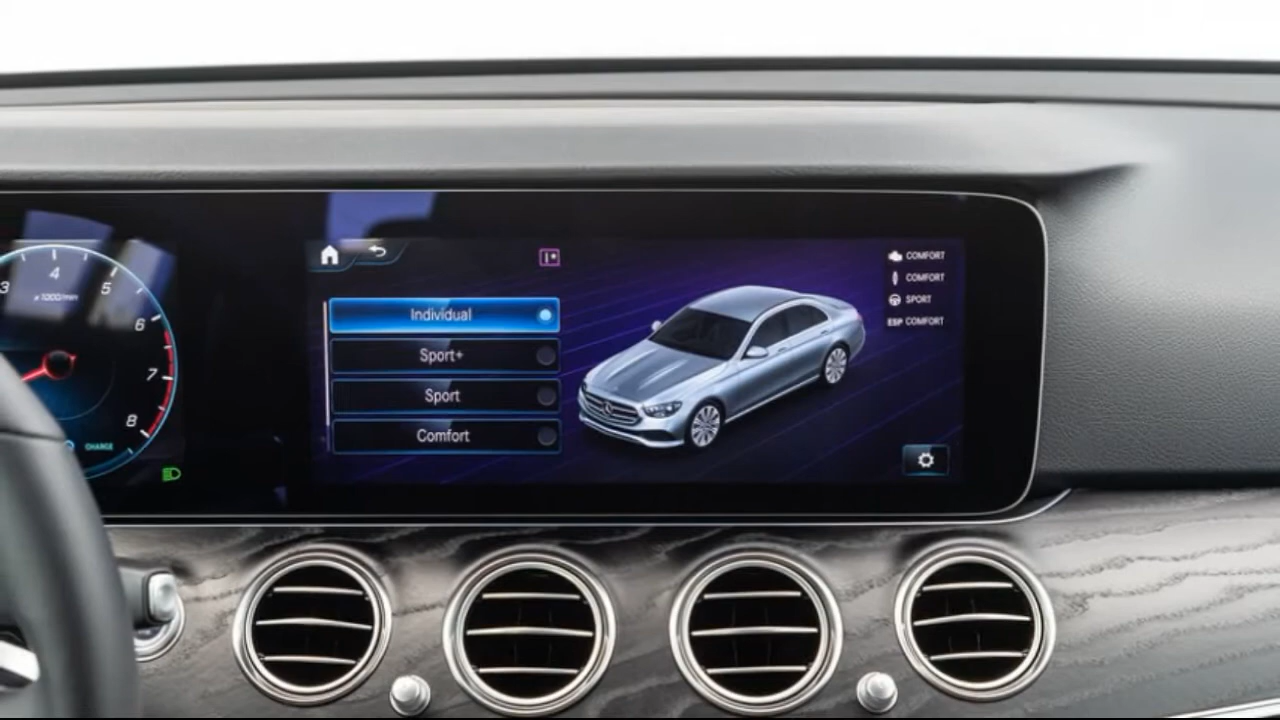 3
4
5
x1000/min
6
7
8
CHARGE
I*
Individual
Sport+
Sport
Comfort
COMFORT
COMFORT
SPORT
ESP COMFORT